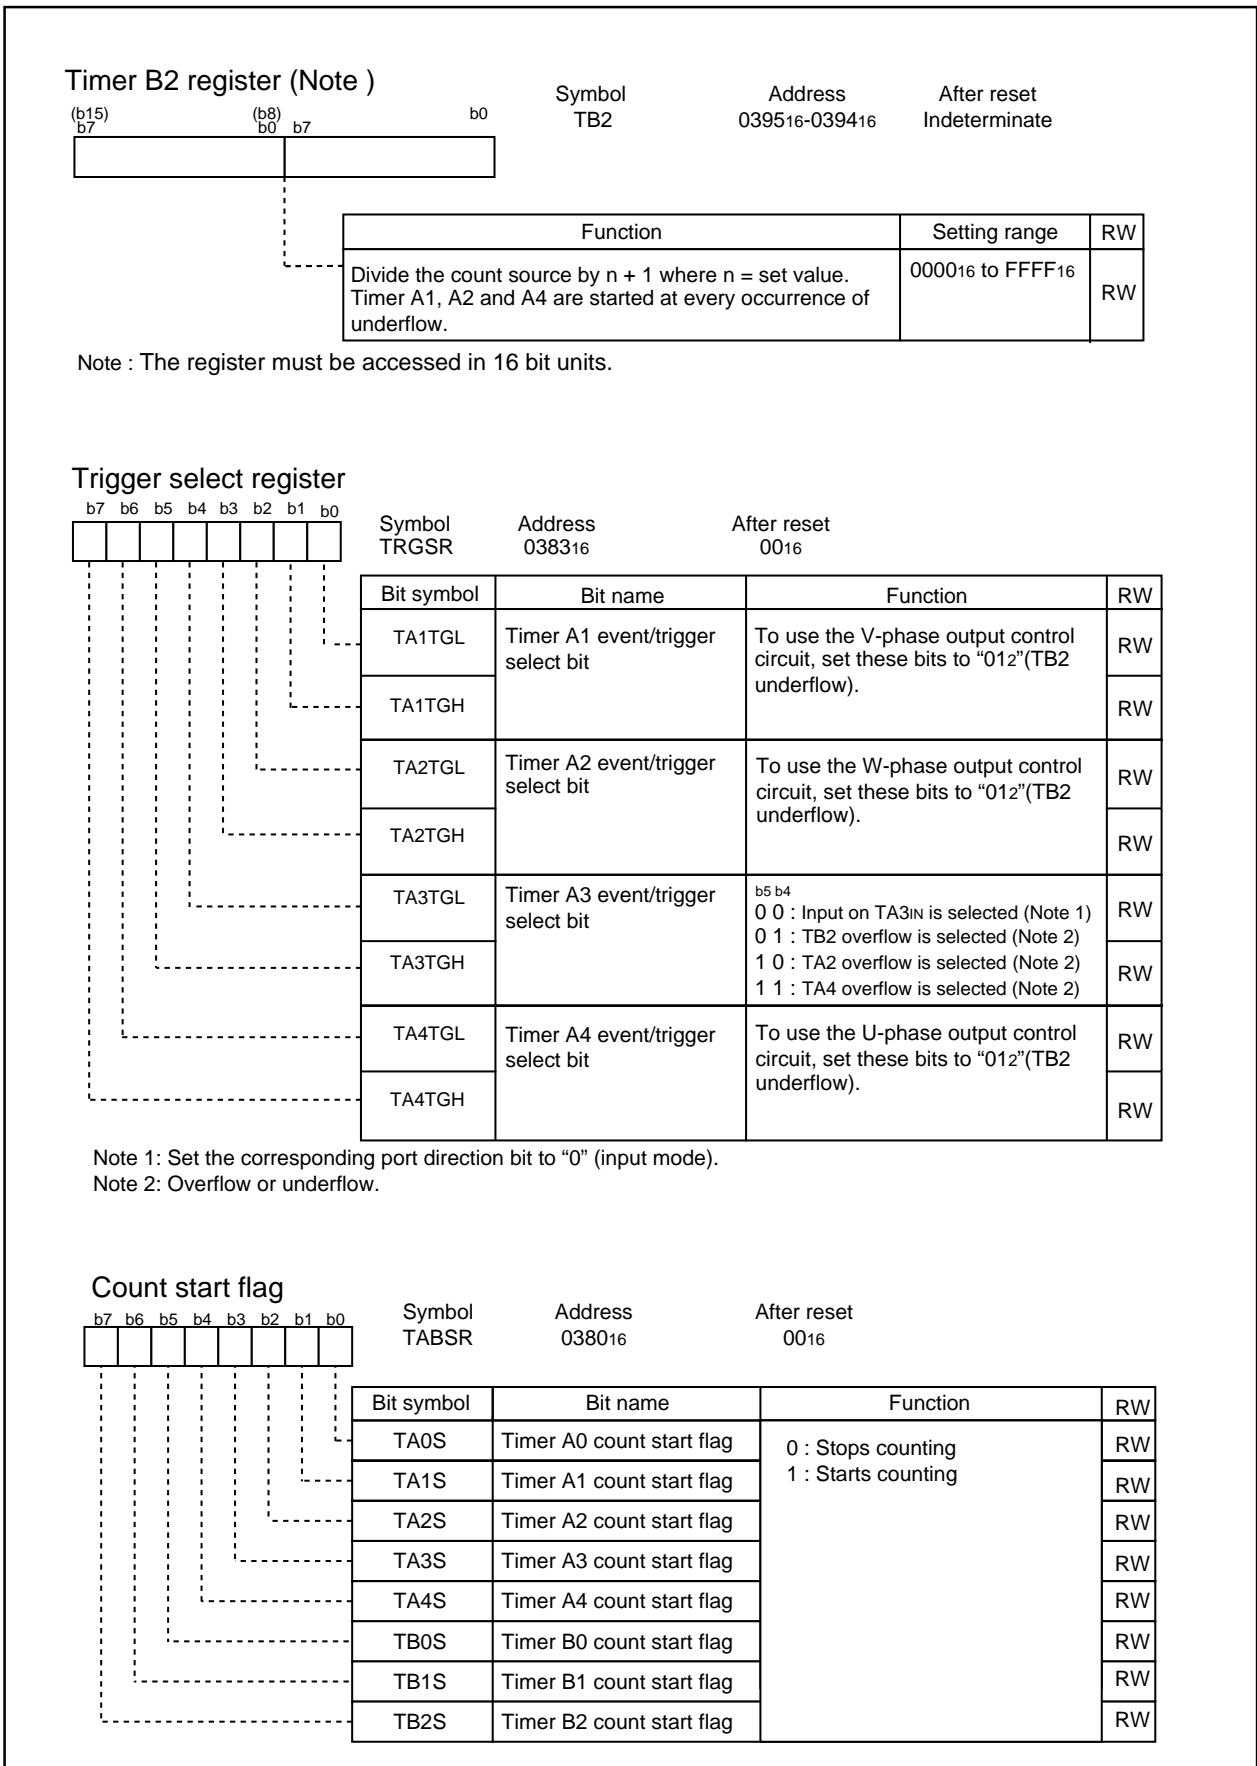 Timer B2 register (Note )
(b15) (b8)
b7 b0 b7 b0
Symbol Address After reset
TB2 039516-039416 Indeterminate
Function Setting range RW
Divide the count source by n + 1 where n = set value. 000016 to FFFF16
Timer A1, A2 and A4 are started at every occurrence of RW
underflow.
Note : The register must be accessed in 16 bit units.
Trigger select register
b7 b6 b5 b4 b3 b2 b1 b0
Symbol Address After reset
TRGSR 038316 0016
Bit symbol Bit name Function RW
TA1TGL Timer A1 event/trigger To use the V-phase output control RW
select bit circuit, set these bits to “012”(TB2
underflow).
TA1TGH RW
TA2TGL Timer A2 event/trigger To use the W-phase output control RW
select bit circuit, set these bits to “012”(TB2
underflow).
TA2TGH RW
b5 b4
TA3TGL Timer A3 event/trigger 0 0 : Input on TA3IN is selected (Note 1) RW
select bit 0 1 : TB2 overflow is selected (Note 2)
TA3TGH 1 0 : TA2 overflow is selected (Note 2) RW
1 1 : TA4 overflow is selected (Note 2)
TA4TGL Timer A4 event/trigger To use the U-phase output control RW
select bit circuit, set these bits to “012”(TB2
underflow).
TA4TGH RW
Note 1: Set the corresponding port direction bit to “0” (input mode).
Note 2: Overflow or underflow.
Count start flag
b7 b6 b5 b4 b3 b2 b1 b0
Symbol Address After reset
TABSR 038016 0016
Bit symbol Bit name Function RW
TA0S Timer A0 count start flag 0 : Stops counting RW
TA1S Timer A1 count start flag 1 : Starts counting RW
TA2S Timer A2 count start flag RW
TA3S Timer A3 count start flag RW
TA4S Timer A4 count start flag RW
TB0S Timer B0 count start flag RW
TB1S Timer B1 count start flag RW
TB2S Timer B2 count start flag RW